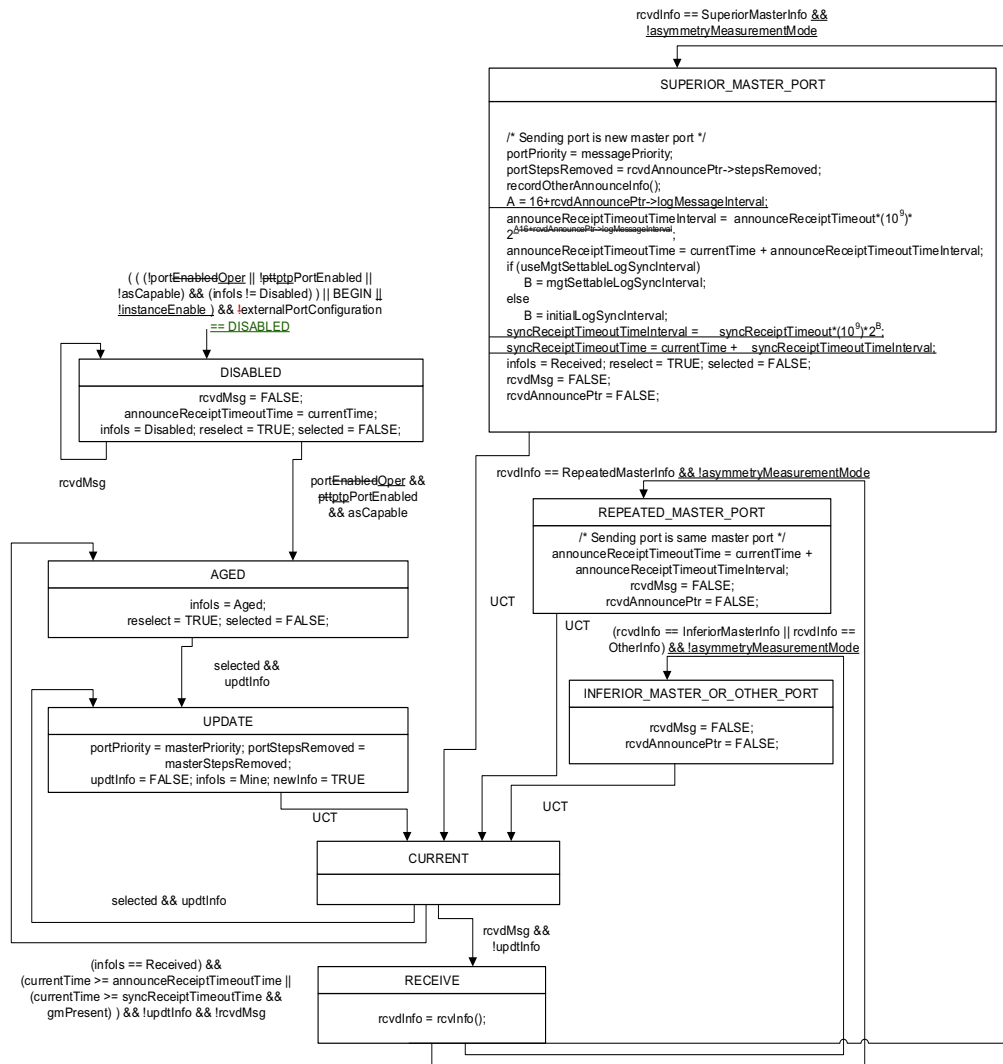 rcvdInfo == SuperiorMasterInfo &&
!asymmetryMeasurementMode
SUPERIOR_MASTER_PORT
/* Sending port is new master port */
portPriority = messagePriority;
portStepsRemoved = rcvdAnnouncePtr->stepsRemoved;
recordOtherAnnounceInfo();
A = 16+rcvdAnnouncePtr->logMessageInterval;
announceReceiptTimeoutTimeInterval = announceReceiptTimeout*(10^9)*
2^A16+rcvdAnnouncePtr->logMessageInterval;
announceReceiptTimeoutTime = currentTime + announceReceiptTimeoutTimeInterval;
if (useMgtSettableLogSyncInterval)
B = mgtSettableLogSyncInterval;
else
B = initialLogSyncInterval;
syncReceiptTimeoutTimeInterval = syncReceiptTimeout*(10^9)*2^B;
syncReceiptTimeoutTime = currentTime + syncReceiptTimeoutTimeInterval;
infoIs = Received; reselect = TRUE; selected = FALSE;
rcvdMsg = FALSE;
rcvdAnnouncePtr = FALSE;
( ( (!portEnabledOper || !pttptpPortEnabled ||
!asCapable) && (infoIs != Disabled) ) || BEGIN ||
!instanceEnable ) && !externalPortConfiguration
== DISABLED
DISABLED
rcvdMsg = FALSE;
announceReceiptTimeoutTime = currentTime;
infoIs = Disabled; reselect = TRUE; selected = FALSE;
rcvdMsg
portEnabledOper &&
pttptpPortEnabled
&& asCapable
rcvdInfo == RepeatedMasterInfo && !asymmetryMeasurementMode
REPEATED_MASTER_PORT
/* Sending port is same master port */
announceReceiptTimeoutTime = currentTime +
announceReceiptTimeoutTimeInterval;
rcvdMsg = FALSE;
rcvdAnnouncePtr = FALSE;
AGED
infoIs = Aged;
reselect = TRUE; selected = FALSE;
UCT
UCT
(rcvdInfo == InferiorMasterInfo || rcvdInfo ==
OtherInfo) && !asymmetryMeasurementMode
selected &&
updtInfo
INFERIOR_MASTER_OR_OTHER_PORT
rcvdMsg = FALSE;
rcvdAnnouncePtr = FALSE;
UPDATE
portPriority = masterPriority; portStepsRemoved =
masterStepsRemoved;
updtInfo = FALSE; infoIs = Mine; newInfo = TRUE
UCT
UCT
CURRENT
selected && updtInfo
rcvdMsg &&
!updtInfo
(infoIs == Received) &&
(currentTime >= announceReceiptTimeoutTime ||
(currentTime >= syncReceiptTimeoutTime &&
gmPresent) ) && !updtInfo && !rcvdMsg
RECEIVE
rcvdInfo = rcvInfo();